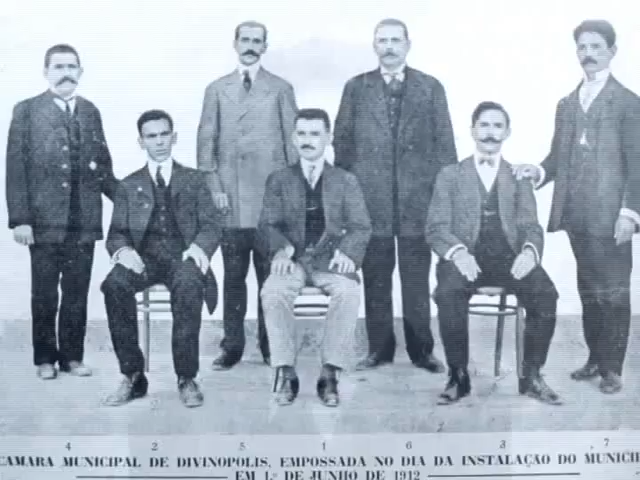 4 2 5 1 6 3 7
CAMARA MUNICIPAL DE DIVINOPOLIS, EMPOSSADA NO DIA DA INSTALAÇÃO DO MUNICI
EM 1.º DE JUNHO DE 1912